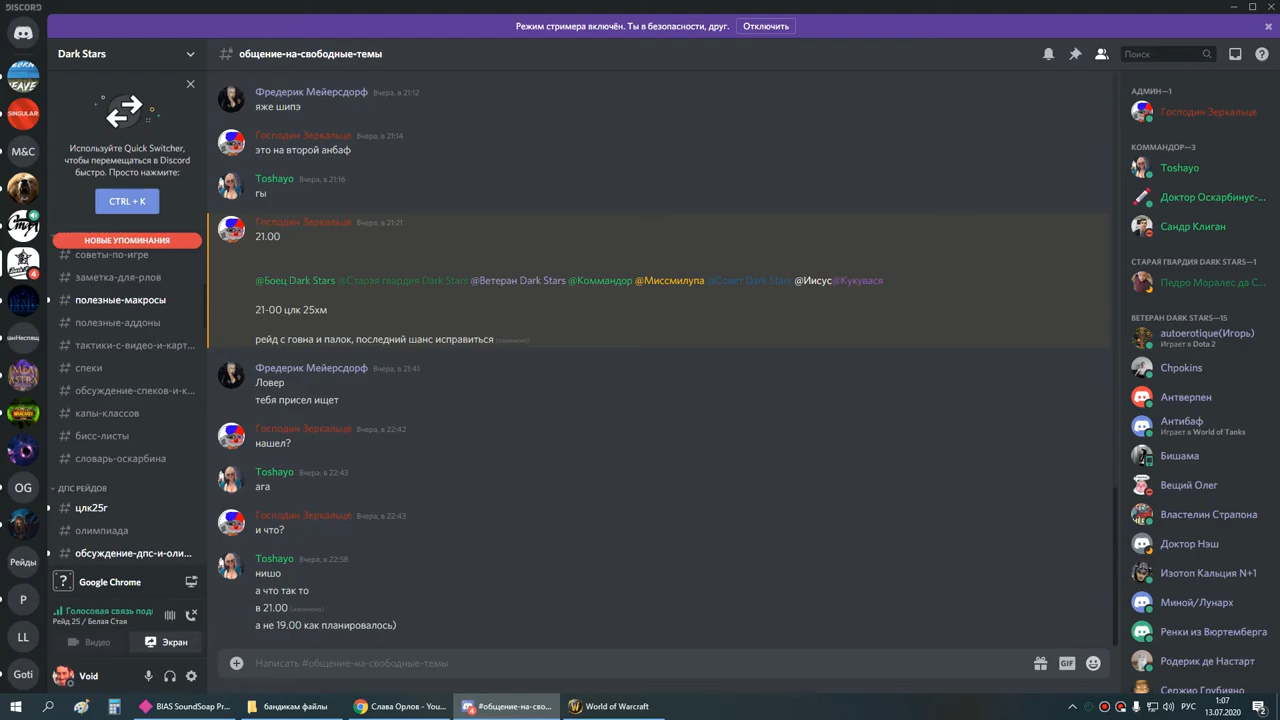 DISCORD
Режим стримера включён. Ты в безопасности, друг.
Отключить
Dark Stars
общение-на-свободные-темы
Поиск
Используйте Quick Switcher,
чтобы перемещаться в Discord
быстро. Просто нажмите:
CTRL + K
НОВЫЕ УПОМИНАНИЯ
советы-по-игре
заметка-для-рлов
полезные-макросы
полезные-аддоны
тактики-с-видео-и-карт...
спеки
обсуждение-спеков-и-к...
капы-классов
бисс-листы
словарь-оскарбина
ДПС РЕЙДОВ
цлк25г
олимпиада
обсуждение-дпс-и-оли...
Google Chrome
Голосовая связь под
Рейд 25 / Белая Стая
Видео
Экран
Void
SINGULAR
M&C
4
OG
Рейды
P
LL
Goti
Фредерик Мейерсдорф Вчера, в 21:12
яже шипэ
Господин Зеркальце Вчера, в 21:14
это на второй анбаф
Toshayo Вчера, в 21:16
гы
Господин Зеркальце Вчера, в 21:21
21.00
@Боец Dark Stars @Старая гвардия Dark Stars @Ветеран Dark Stars @Коммандор @Миссмилупа @Совет Dark Stars @Иисус@Кукувася
21-00 цлк 25хм
рейд с говна и палок, последний шанс исправиться (изменено)
Фредерик Мейерсдорф Вчера, в 21:41
Ловер
тебя присел ищет
Господин Зеркальце Вчера, в 22:42
нашел?
Toshayo Вчера, в 22:43
ага
Господин Зеркальце Вчера, в 22:43
и что?
Toshayo Вчера, в 22:58
нишо
а что так то
в 21.00 (изменено)
а не 19.00 как планировалось)
Написать #общение-на-свободные-темы
GIF
АДМИН—1
Господин Зеркальце
КОММАНДОР—3
Toshayo
Доктор Оскарбинус-...
Сандр Клиган
СТАРАЯ ГВАРДИЯ DARK STARS—1
Педро Моралес да С...
ВЕТЕРАН DARK STARS—15
autoerotique(Игорь)
Играет в Dota 2
Chpokins
Антверпен
Антибаф
Играет в World of Tanks
Бишама
Вещий Олег
Властелин Страпона
Доктор Нэш
Изотоп Кальция N+1
Миной/Лунарх
Ренки из Вюртемберга
Родерик де Настарт
Сержио Грубияно
BIAS SoundSoap Pr...
бандикам файлы
Слава Орлов - You...
#общение-на-сво...
World of Warcraft
РУС
1:07
13.07.2020
2